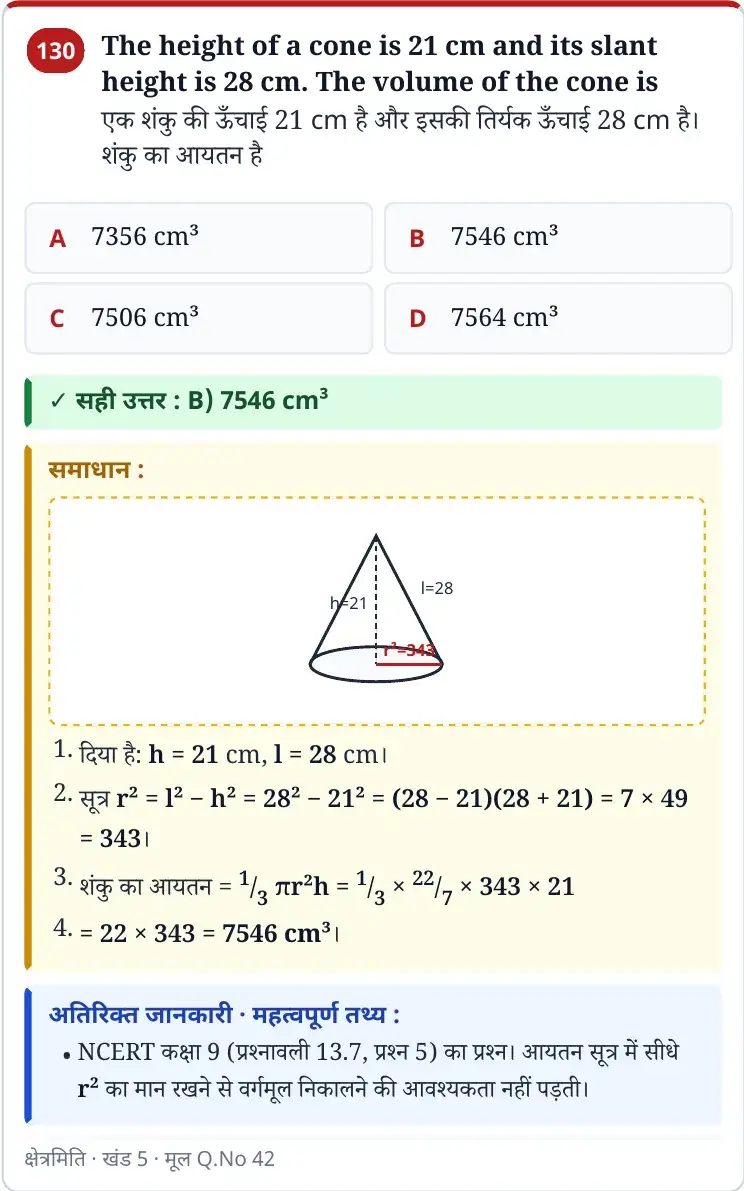 130 The height of a cone is 21 cm and its slant
height is 28 cm. The volume of the cone is
एक शंकु की ऊँचाई 21 cm है और इसकी तिर्यक ऊँचाई 28 cm है।
शंकु का आयतन है
A 7356 cm³ B 7546 cm³
C 7506 cm³ D 7564 cm³
✓ सही उत्तर : B) 7546 cm³
समाधान :
l=28
h=21
r²=343
1. दिया है: h = 21 cm, l = 28 cm।
2. सूत्र r² = l² − h² = 28² − 21² = (28 − 21)(28 + 21) = 7 × 49
= 343।
3. शंकु का आयतन = ¹/₃ πr²h = ¹/₃ × ²²/₇ × 343 × 21
4. = 22 × 343 = 7546 cm³।
अतिरिक्त जानकारी · महत्वपूर्ण तथ्य :
• NCERT कक्षा 9 (प्रश्नावली 13.7, प्रश्न 5) का प्रश्न। आयतन सूत्र में सीधे
r² का मान रखने से वर्गमूल निकालने की आवश्यकता नहीं पड़ती।
क्षेत्रमिति · खंड 5 · मूल Q.No 42